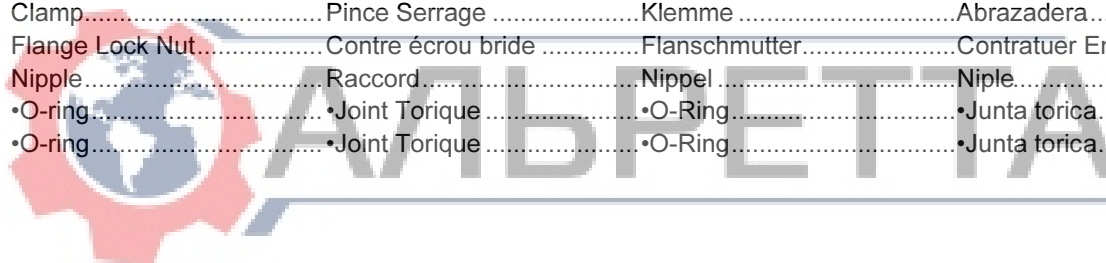 Clamp..............................Pince Serrage..................Klemme............................Abrazadera...
Flange Lock Nut.................Contre écrou bride............Flanschmutter....................Contratuer
Nipple...............................Raccord.............................Nippel...............................Niple...
•O-ring...............................•Joint Torique....................•O-Ring............................•Junta torica.
•O-ring...............................•Joint Torique....................•O-Ring............................•Junta torica.
АЛЬРЕТТА